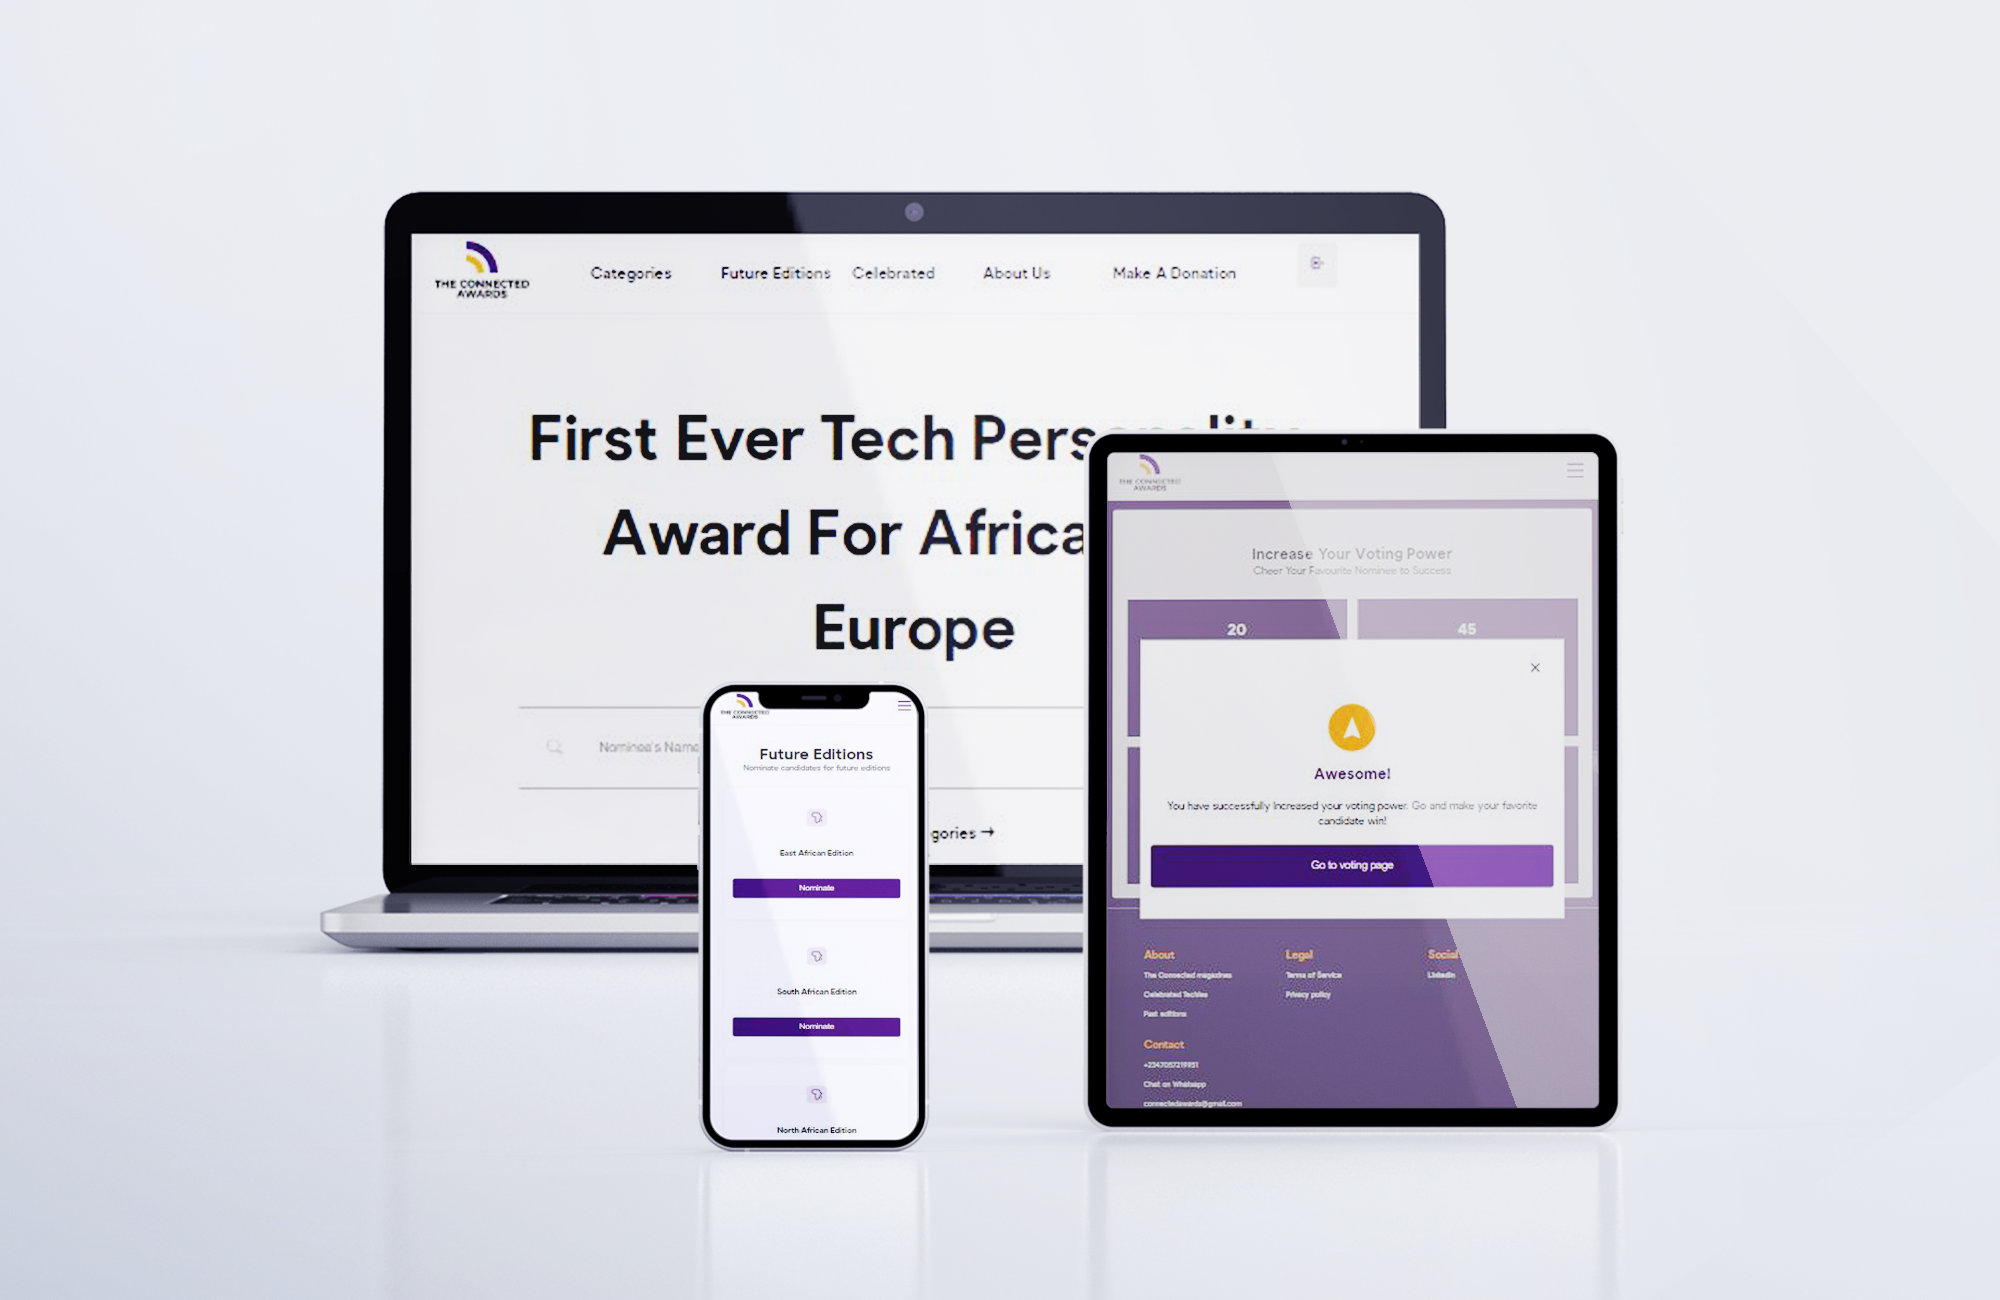 THE CONNECTED
AWARDS
Categories
Future Editions
Celebrated
About Us
Make A Donation
First Ever Tech Personality
Award For Africa
Europe
Nominee's Name
gories →
THE CONNECTED
AWARDS
Future Editions
Nominate candidates for future editions
East African Edition
Nominate
South African Edition
Nominate
North African Edition
THE CONNECTED
AWARDS
Increase Your Voting Power
Cheer Your Favourite Nominee to Success
20
45
Awesome!
You have successfully increased your voting power. Go and make your favorite
candidate win!
Go to voting page
About
The Connected magazines
Celebrated Techies
Past editions
Legal
Terms of Service
Privacy policy
Social
LinkedIn
Contact
+2347057219951
Chat on Whatsapp
connectedawards@gmail.com